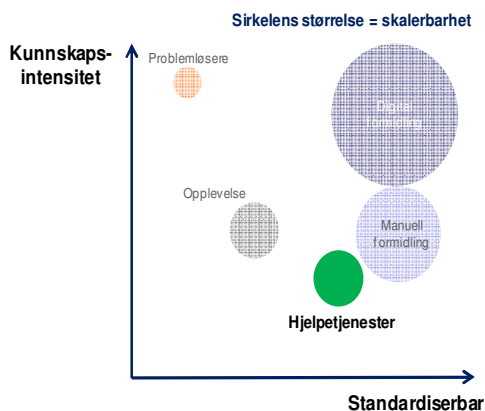 Sirkelens størrelse = skalerbarhet
Kunnskaps-
intensitet
Problemløsere
Digital
formidling
Opplevelse
Manuell
formidling
Hjelpetjenester
Standardiserbar